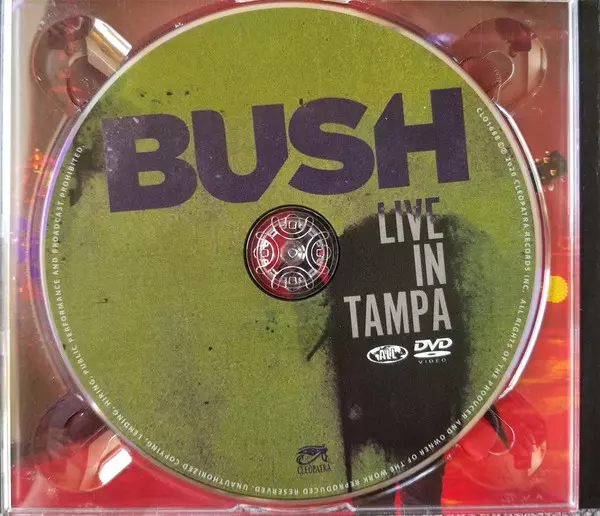 BUSH
LIVE
IN
TAMPA
DVD
VIDEO
CLEOPATRA
℗© 2020 CLEOPATRA RECORDS INC. ALL RIGHTS OF THE PRODUCER AND OWNER OF THE WORK REPRODUCED RESERVED. UNAUTHORIZED COPYING, LENDING, HIRING, PUBLIC PERFORMANCE AND BROADCAST PROHIBITED.